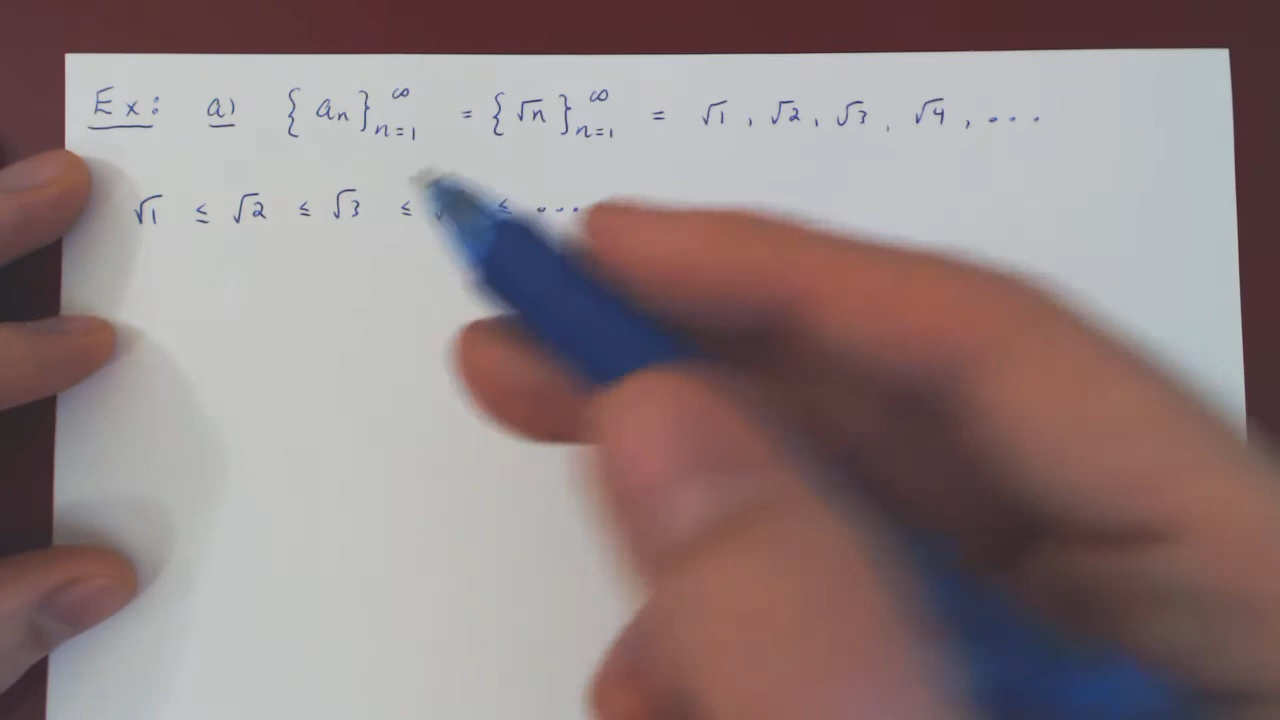 Ex: a) { aₙ }ₙ₌₁^∞ = { √n }ₙ₌₁^∞ = √1 , √2 , √3 , √4 , ...
√1 ≤ √2 ≤ √3 ≤ ≤ ...